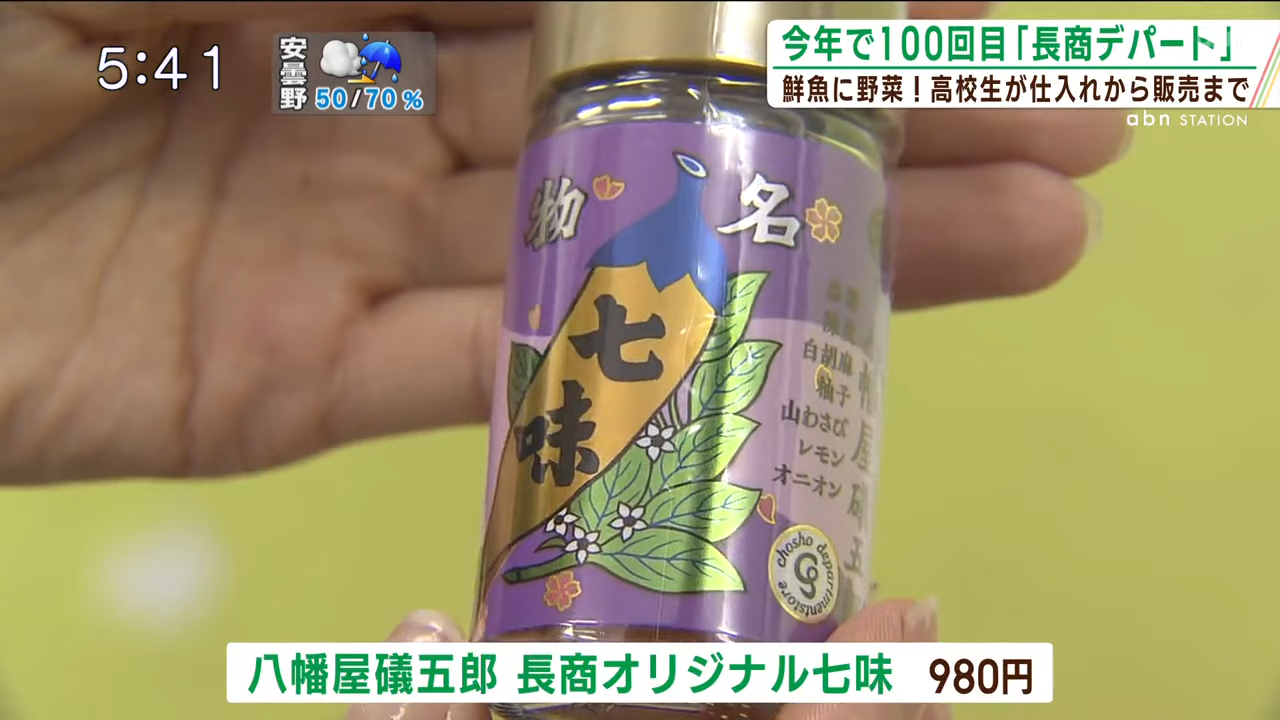 5:41
安曇野
50/70%
今年で100回目「長商デパート」
鮮魚に野菜!高校生が仕入れから販売まで
abn STATION
名物
七味
白胡麻
柚子
山わさび
レモン
オニオン
屋
五
chosho departmentstore
八幡屋礒五郎 長商オリジナル七味 980円